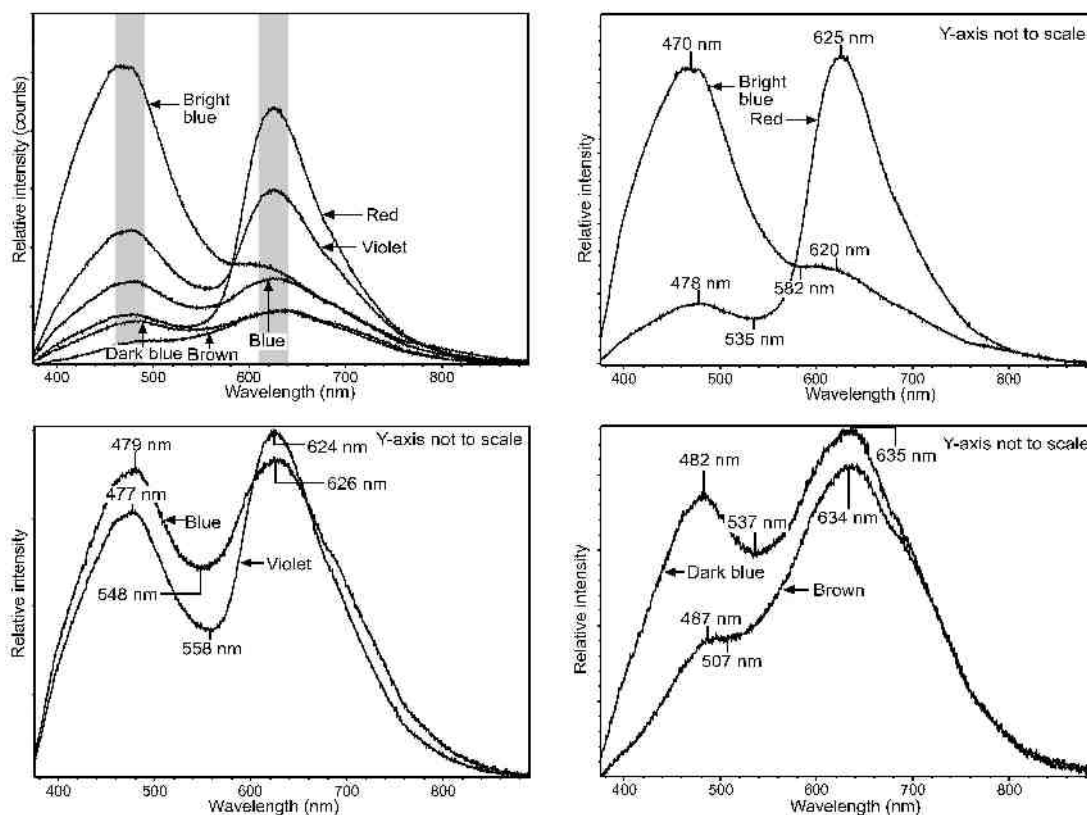 Relative intensity (counts)
Bright
blue
Red
Violet
Blue
Dark blue
Brown
400 500 600 700 800
Wavelength (nm)
Y-axis not to scale
470 nm
625 nm
Bright
blue
Red
620 nm
478 nm
582 nm
535 nm
Relative intensity
400 500 600 700 800
Wavelength (nm)
Y-axis not to scale
479 nm
477 nm
624 nm
626 nm
Blue
Violet
548 nm
558 nm
Relative intensity
400 500 600 700 800
Wavelength (nm)
Y-axis not to scale
482 nm
635 nm
537 nm
634 nm
Dark blue
Brown
487 nm
507 nm
Relative intensity
400 500 600 700 800
Wavelength (nm)